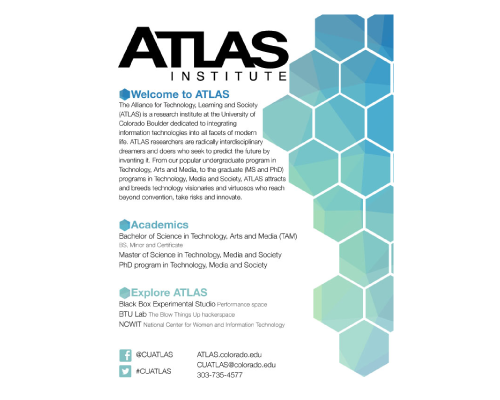 ATLAS
INSTITUTE
Welcome to ATLAS
The Alliance for Technology, Learning and Society
(ATLAS) is a research institute at the University of
Colorado Boulder dedicated to integrating
information technologies into all facets of modern
life. ATLAS researchers are radically interdisciplinary
dreamers and doers who seek to predict the future by
inventing it. From our popular undergraduate program in
Technology, Arts and Media, to the graduate (MS and PhD)
programs in Technology, Media and Society, ATLAS attracts
and breeds technology visionaries and virtuosos who reach
beyond convention, take risks and innovate.
Academics
Bachelor of Science in Technology, Arts and Media (TAM)
BS, Minor and Certificate
Master of Science in Technology, Media and Society
PhD program in Technology, Media and Society
Explore ATLAS
Black Box Experimental Studio Performance space
BTU Lab The Blow Things Up hackerspace
NCWIT National Center for Women and Information Technology
@CUATLAS ATLAS.colorado.edu
CUATLAS@colorado.edu
#CUATLAS 303-735-4577